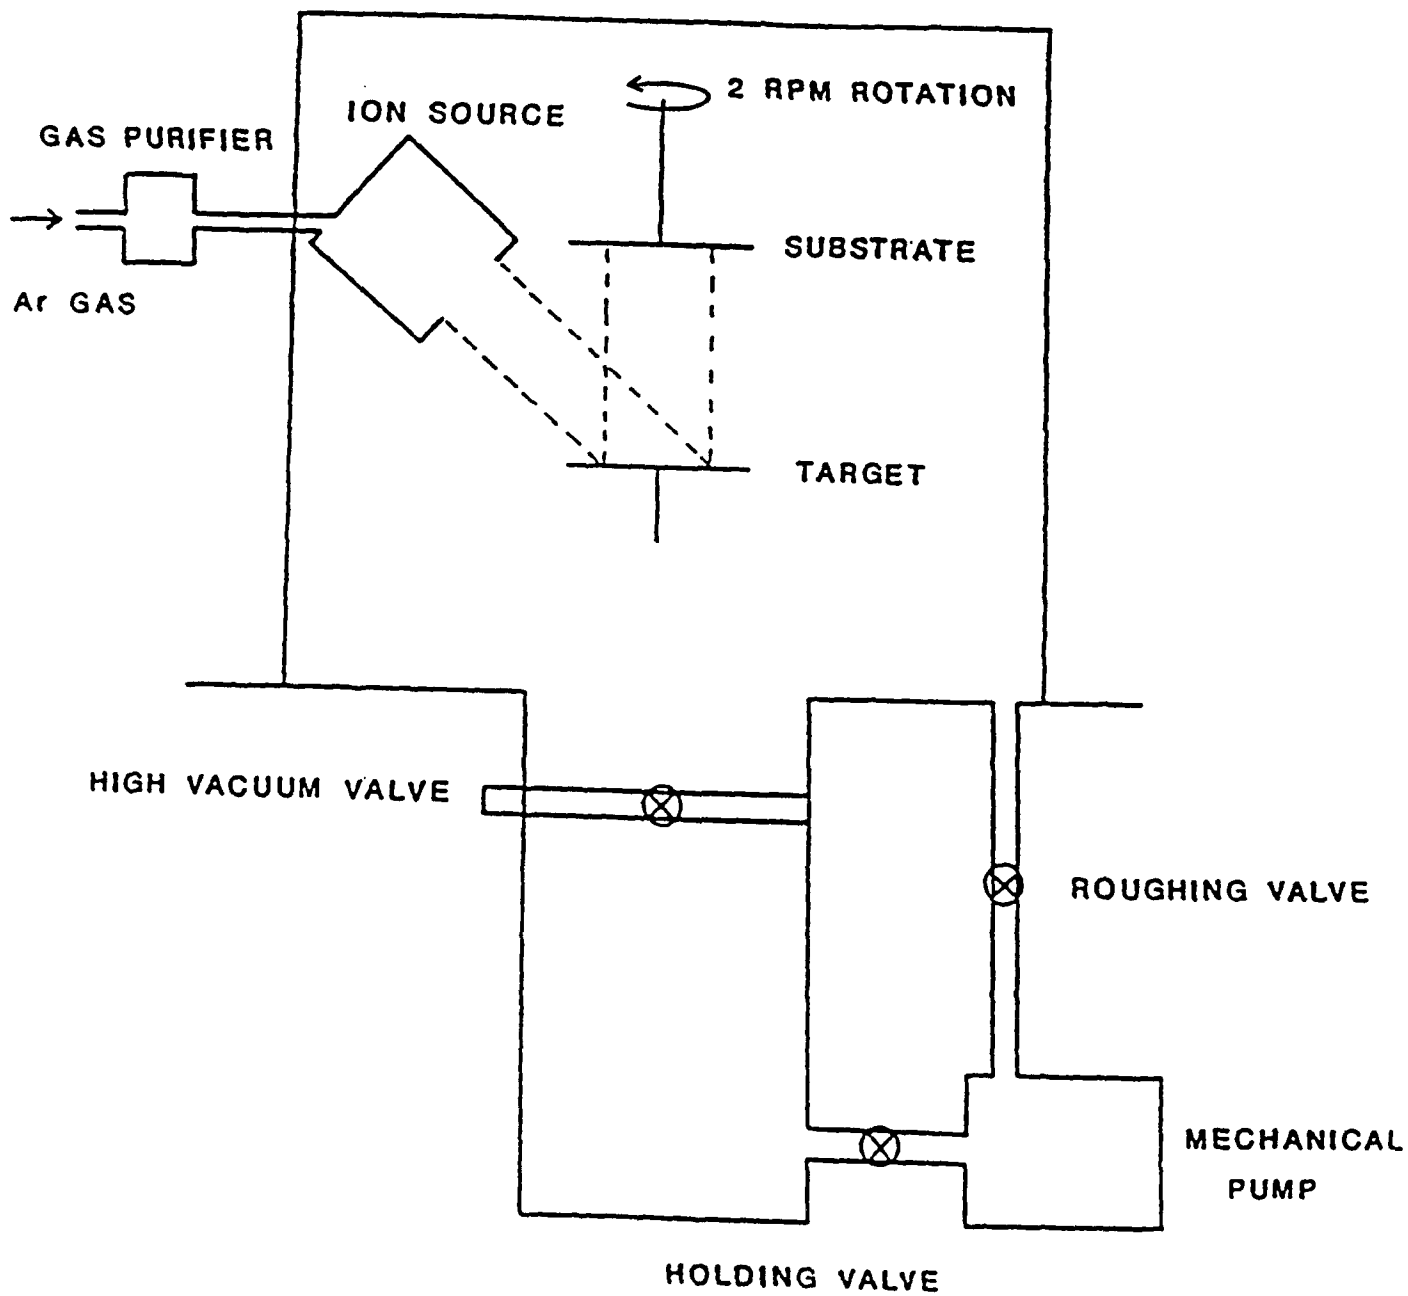 2 RPM ROTATION
ION SOURCE
GAS PURIFIER
SUBSTRATE
Ar GAS
TARGET
HIGH VACUUM VALVE
ROUGHING VALVE
MECHANICAL
PUMP
HOLDING VALVE